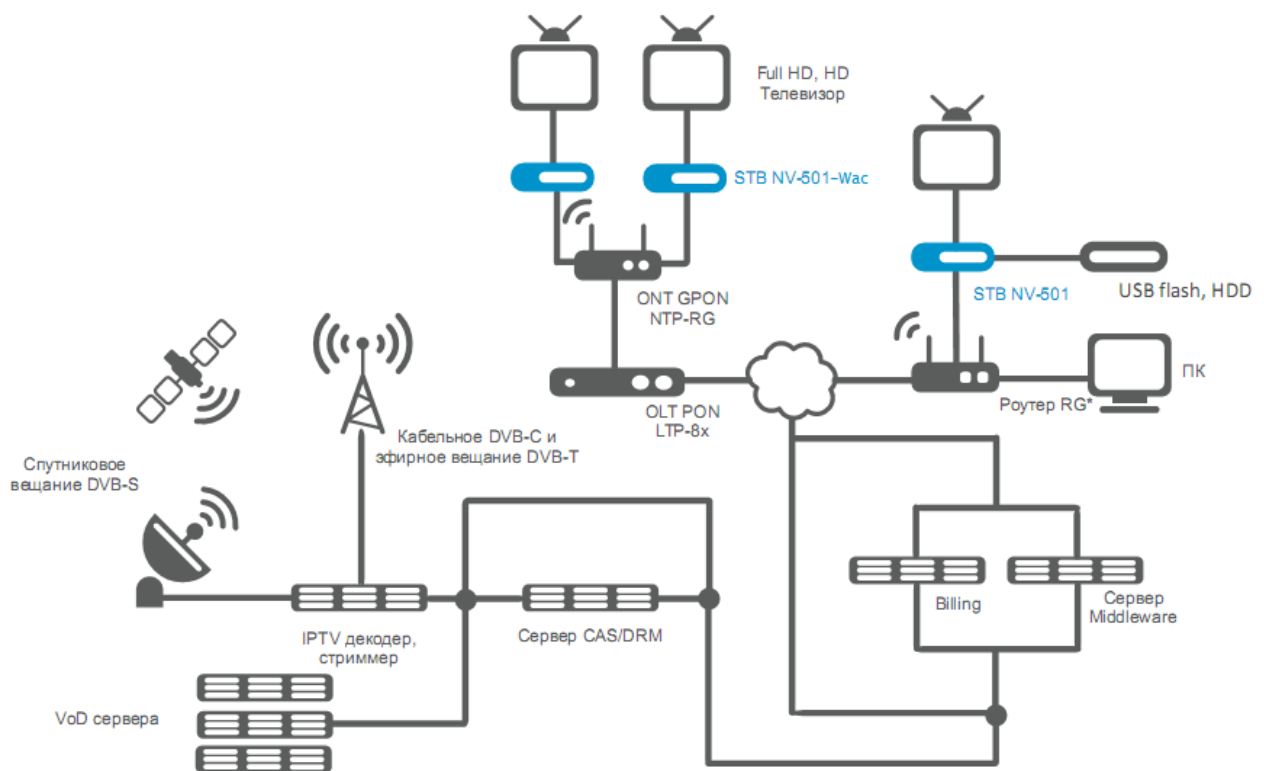 Full HD, HD
Телевизор
STB NV-501-Wac
STB NV-501
USB flash, HDD
ONT GPON
NTP-RG
ПК
Роутер RG*
OLT PON
LTP-8x
Кабельное DVB-C и
эфирное вещание DVB-T
Спутниковое
вещание DVB-S
Billing
Сервер
Middleware
IPTV декодер,
стриммер
Сервер CAS/DRM
VoD сервера